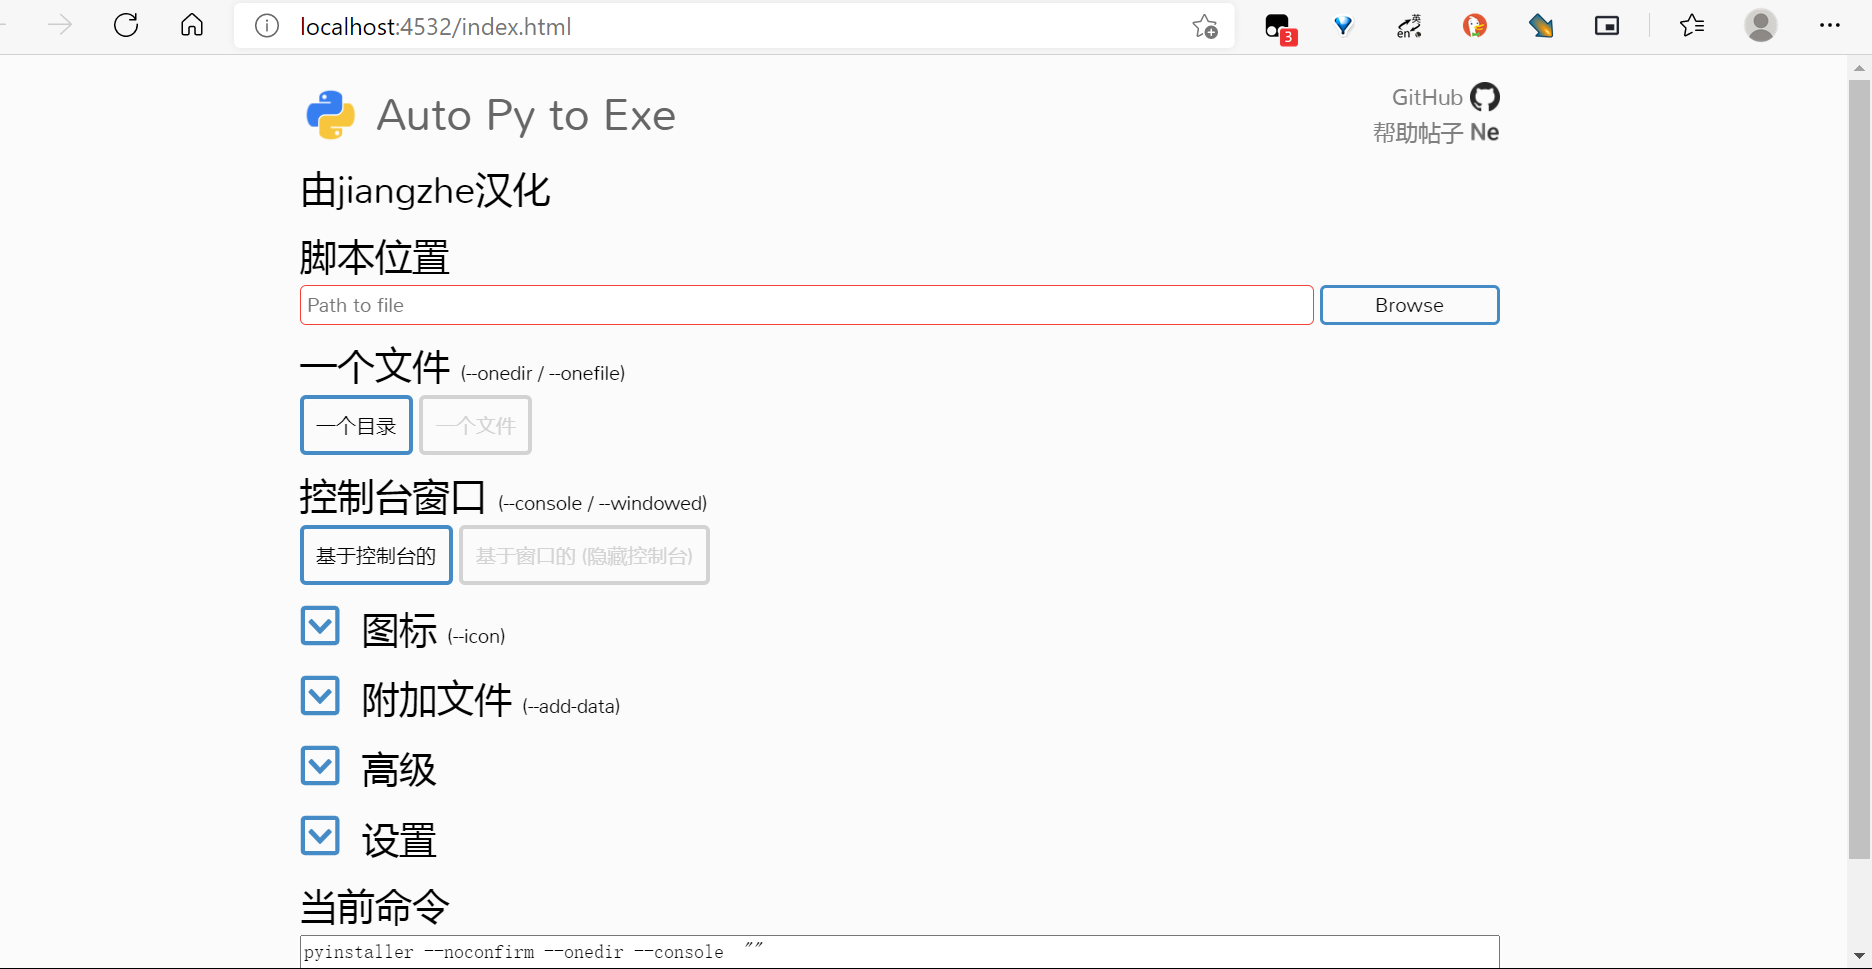 localhost:4532/index.html
3
英
en
Auto Py to Exe
GitHub
帮助帖子 Ne
由jiangzhe汉化
脚本位置
Path to file
Browse
一个文件 (--onedir / --onefile)
一个目录 一个文件
控制台窗口 (--console / --windowed)
基于控制台的 基于窗口的 (隐藏控制台)
图标 (--icon)
附加文件 (--add-data)
高级
设置
当前命令
pyinstaller --noconfirm --onedir --console  ""